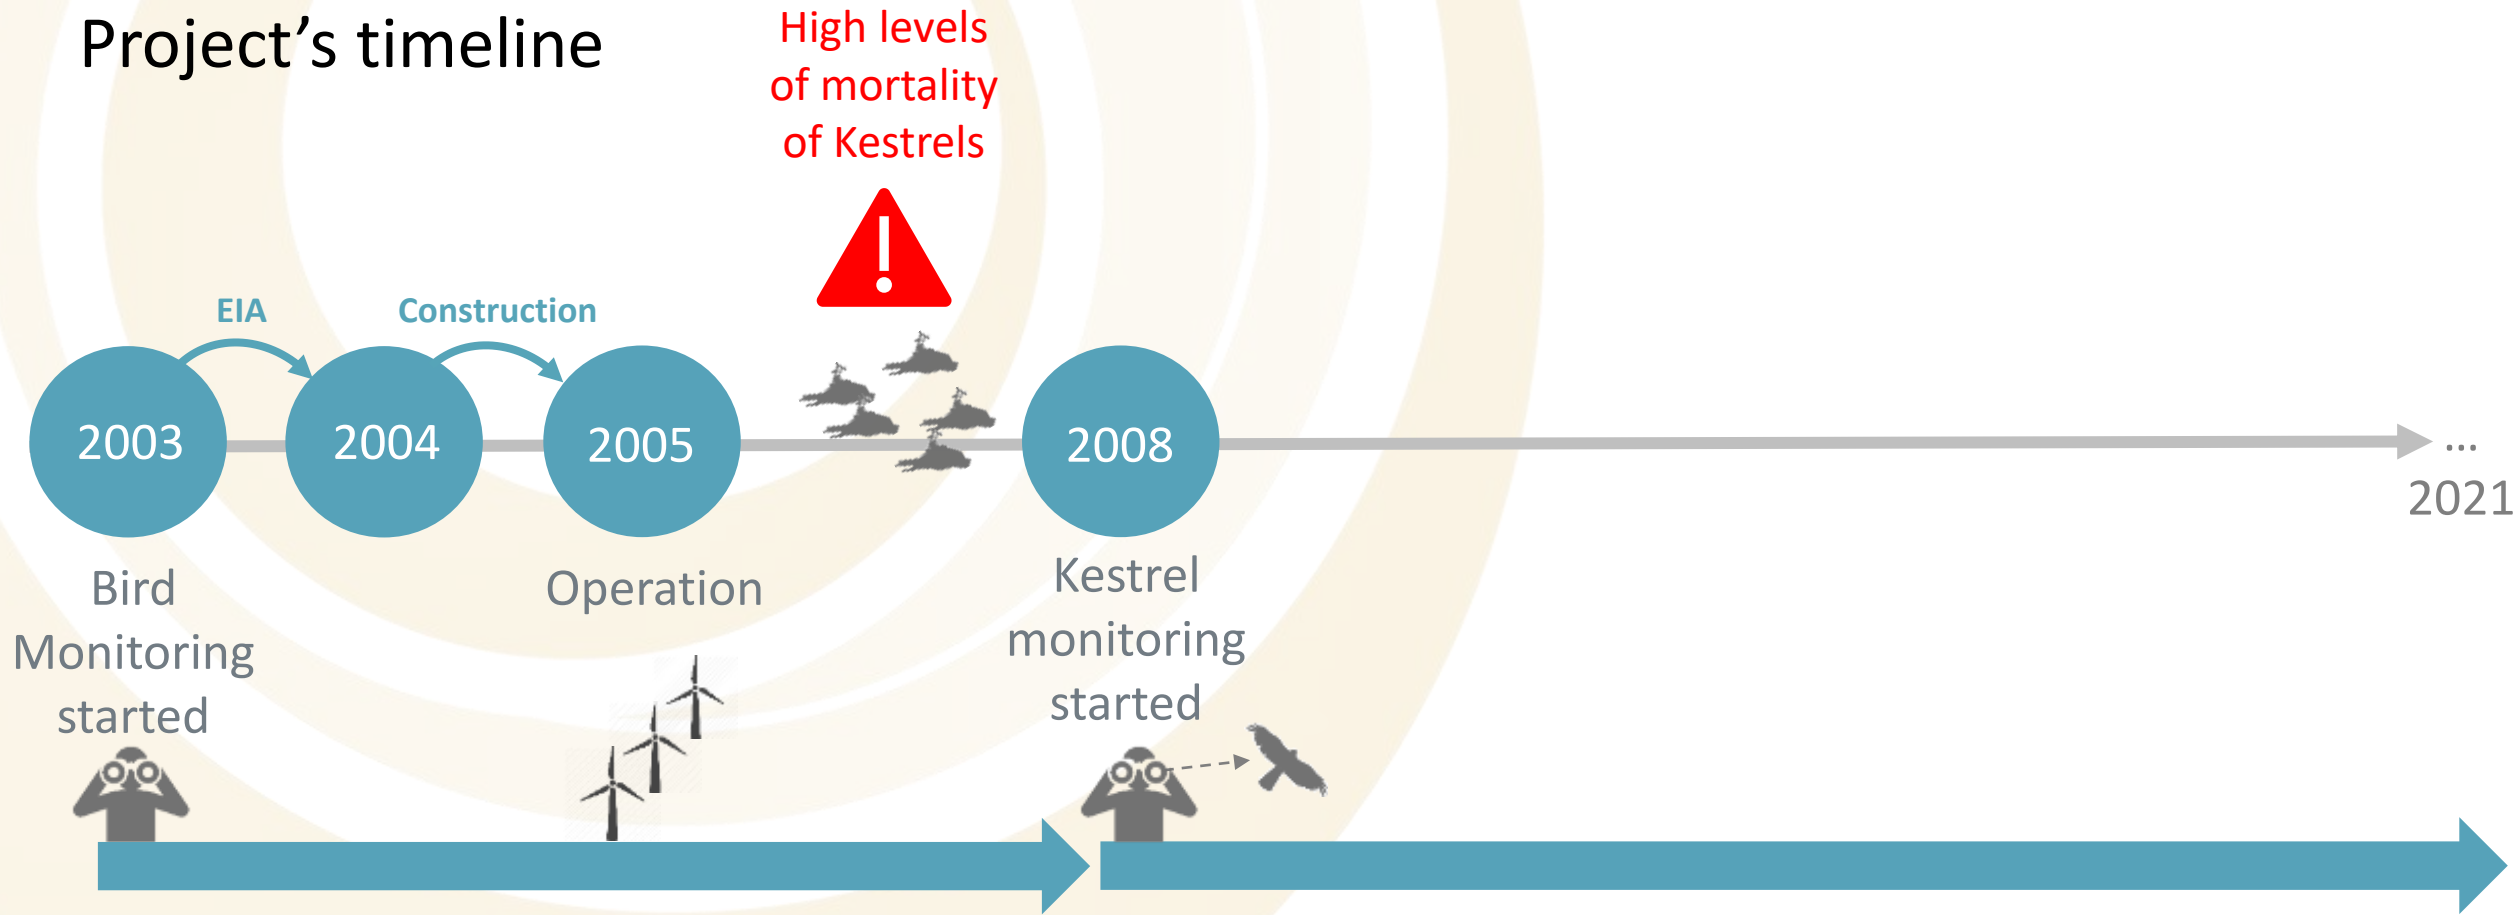 Project's timeline
High levels
of mortality
of Kestrels
EIA
Construction
2003
2004
2005
2008
...
2021
Bird
Monitoring
started
Operation
Kestrel
monitoring
started